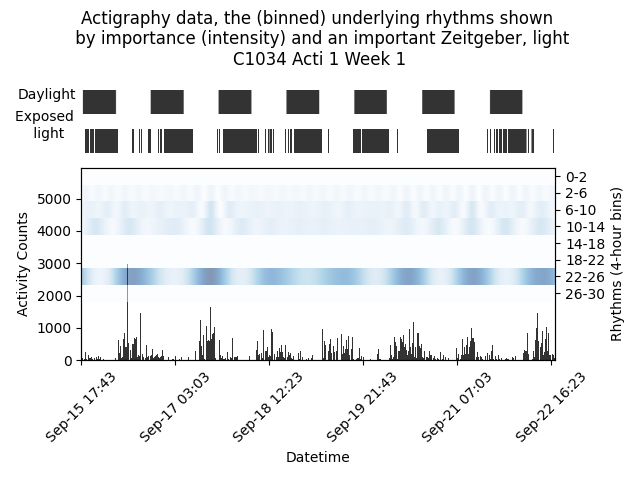 Actigraphy data, the (binned) underlying rhythms shown
by importance (intensity) and an important Zeitgeber, light
C1034 Acti 1 Week 1
Daylight
Exposed
light
Activity Counts
5000
4000
3000
2000
1000
0
0-2
2-6
6-10
10-14
14-18
18-22
22-26
26-30
Rhythms (4-hour bins)
Sep-15 17:43
Sep-17 03:03
Sep-18 12:23
Sep-19 21:43
Sep-21 07:03
Sep-22 16:23
Datetime